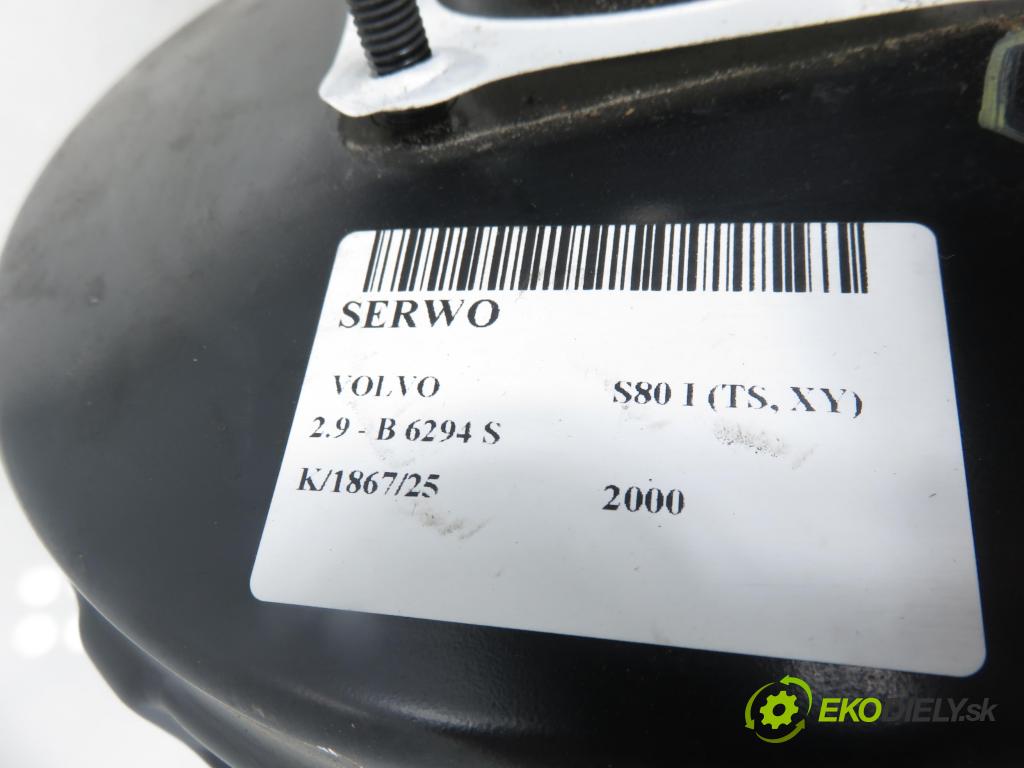 SERWO
VOLVO S80 I (TS, XY)
2.9 - B 6294 S
K/1867/25 2000
EKODIELY.sk